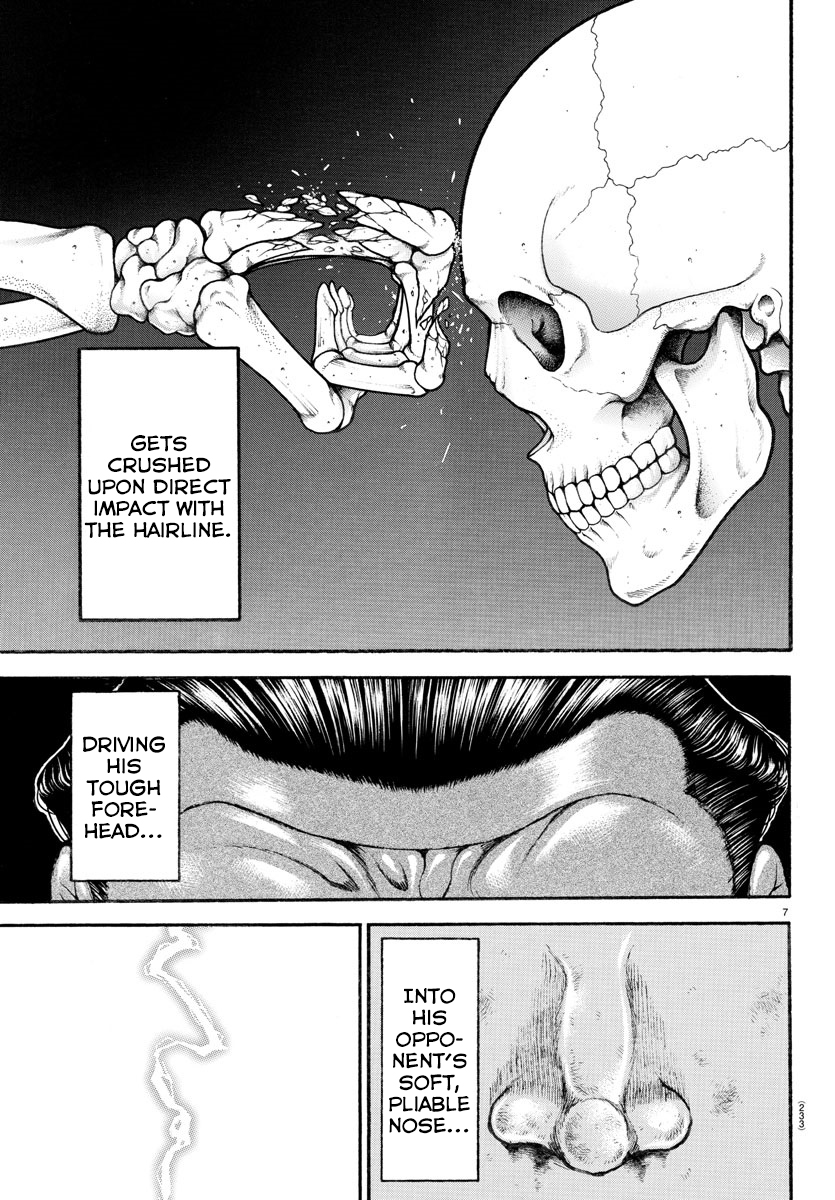 GETS
CRUSHED
UPON DIRECT
IMPACT WITH
THE HAIRLINE.
DRIVING
HIS
TOUGH
FORE-
HEAD...
7
INTO
HIS
OPPO-
NENT'S
SOFT,
PLIABLE
NOSE...
233